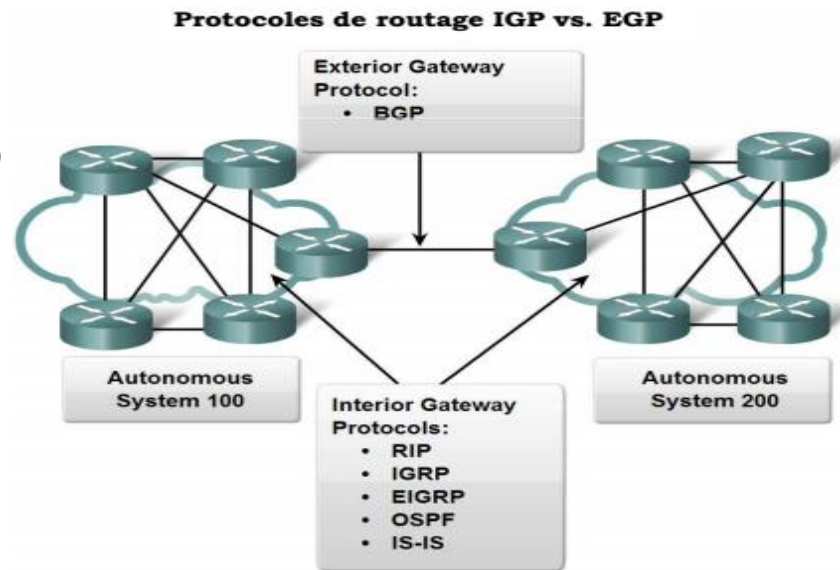 Protocoles de routage IGP vs. EGP
Exterior Gateway
Protocol:
• BGP
Autonomous
System 100
Autonomous
System 200
Interior Gateway
Protocols:
• RIP
• IGRP
• EIGRP
• OSPF
• IS-IS